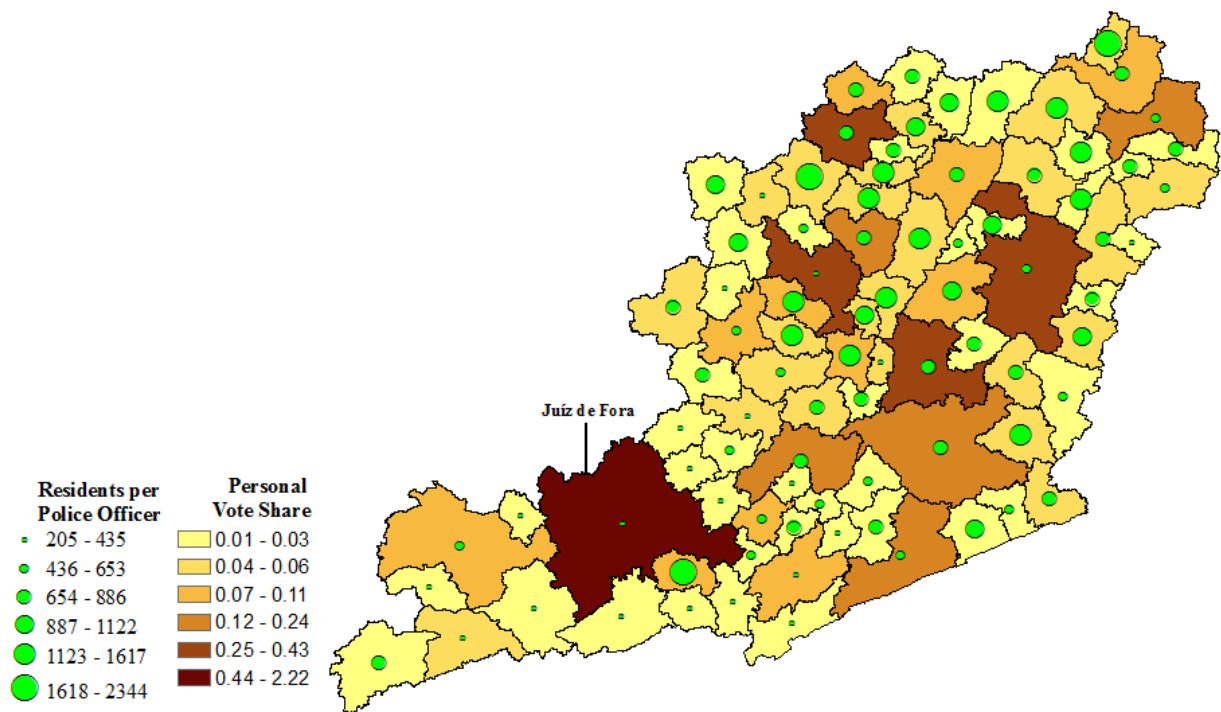 Juíz de Fora
Residents per
Police Officer
205 - 435
436 - 653
654 - 886
887 - 1122
1123 - 1617
1618 - 2344
Personal
Vote Share
0.01 - 0.03
0.04 - 0.06
0.07 - 0.11
0.12 - 0.24
0.25 - 0.43
0.44 - 2.22